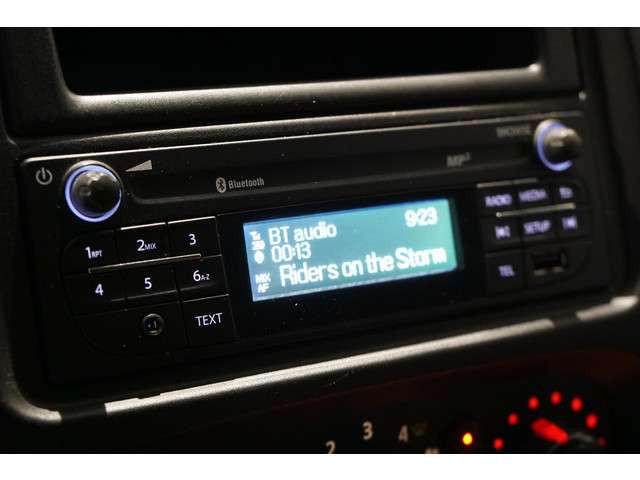 BROWSE
Bluetooth
MP3
BT audio 9:23
00:13
MIX
AF
Riders on the Storm
1RPT 2MIX 3
4 5 6A-Z
TEXT
RADIO MEDIA
SETUP
TEL
2 3 4